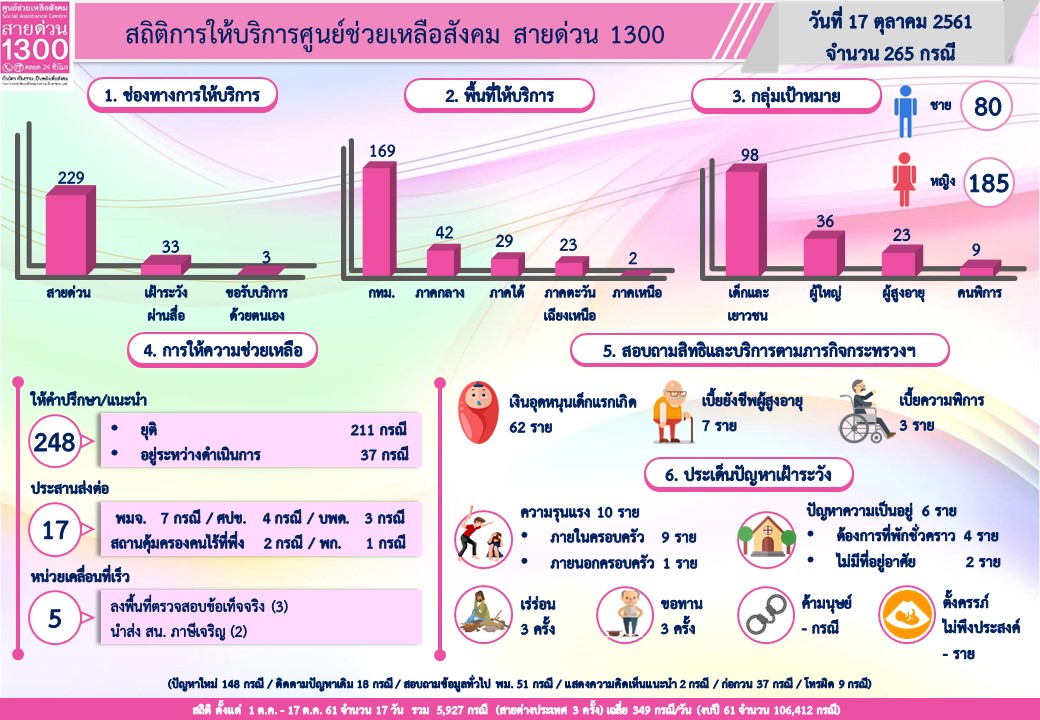 ศูนย์ช่วยเหลือสังคม
Social Assistance Centre
สายด่วน
1300
ตลอด 24 ชั่วโมง
สถิติการให้บริการศูนย์ช่วยเหลือสังคม สายด่วน 1300
วันที่ 17 ตุลาคม 2561
จำนวน 265 กรณี
1. ช่องทางการให้บริการ
229
33
3
สายด่วน
เฝ้าระวัง
ผ่านสื่อ
ขอรับบริการ
ด้วยตนเอง
2. พื้นที่ให้บริการ
169
42
29
23
2
กทม.
ภาคกลาง
ภาคใต้
ภาคตะวัน
เฉียงเหนือ
ภาคเหนือ
3. กลุ่มเป้าหมาย
ชาย 80
หญิง 185
98
36
23
9
เด็กและ
เยาวชน
ผู้ใหญ่
ผู้สูงอายุ
คนพิการ
4. การให้ความช่วยเหลือ
ให้คำปรึกษา/แนะนำ
248
• ยุติ 211 กรณี
• อยู่ระหว่างดำเนินการ 37 กรณี
ประสานส่งต่อ
17
พมจ. 7 กรณี / ศปข. 4 กรณี / บพด. 3 กรณี
สถานคุ้มครองคนไร้ที่พึ่ง 2 กรณี / พก. 1 กรณี
หน่วยเคลื่อนที่เร็ว
5
ลงพื้นที่ตรวจสอบข้อเท็จจริง (3)
นำส่ง สน. ภาษีเจริญ (2)
5. สอบถามสิทธิและบริการตามภารกิจกระทรวงฯ
เงินอุดหนุนเด็กแรกเกิด
62 ราย
เบี้ยยังชีพผู้สูงอายุ
7 ราย
เบี้ยความพิการ
3 ราย
6. ประเด็นปัญหาเฝ้าระวัง
ความรุนแรง 10 ราย
• ภายในครอบครัว 9 ราย
• ภายนอกครอบครัว 1 ราย
ปัญหาความเป็นอยู่ 6 ราย
• ต้องการที่พักชั่วคราว 4 ราย
• ไม่มีที่อยู่อาศัย 2 ราย
เร่ร่อน
3 ครั้ง
ขอทาน
3 ครั้ง
ค้ามนุษย์
- กรณี
ตั้งครรภ์
ไม่พึงประสงค์
- ราย
(ปัญหาใหม่ 148 กรณี / ติดตามปัญหาเดิม 18 กรณี / สอบถามข้อมูลทั่วไป พม. 51 กรณี / แสดงความคิดเห็นแนะนำ 2 กรณี / ก่อกวน 37 กรณี / โทรผิด 9 กรณี)
สถิติ ตั้งแต่ 1 ต.ค. - 17 ต.ค. 61 จำนวน 17 วัน รวม 5,927 กรณี (สายต่างประเทศ 3 ครั้ง) เฉลี่ย 349 กรณี/วัน (งบปี 61 จำนวน 106,412 กรณี)